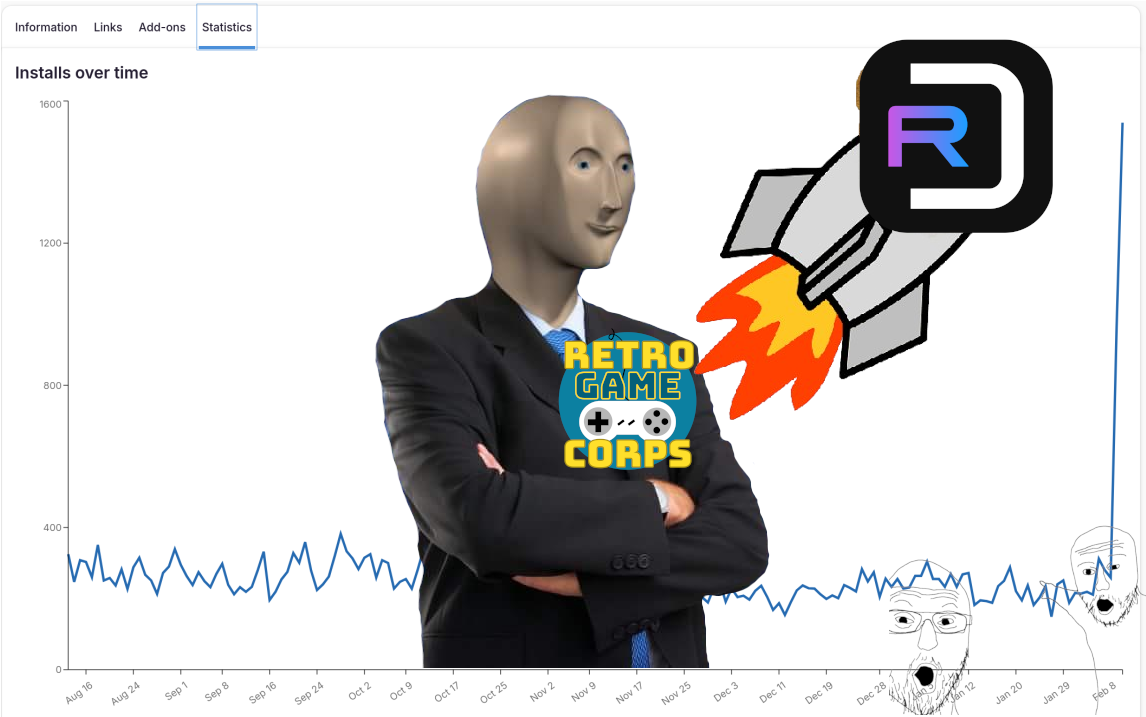 Information Links Add-ons Statistics
Installs over time
1600
1200
800
400
0
RETRO
GAME
CORPS
R
Aug 16 Aug 24 Sep 1 Sep 8 Sep 16 Sep 24 Oct 2 Oct 9 Oct 17 Oct 25 Nov 2 Nov 9 Nov 17 Nov 25 Dec 3 Dec 11 Dec 19 Dec 28 Jan 12 Jan 20 Jan 29 Feb 8